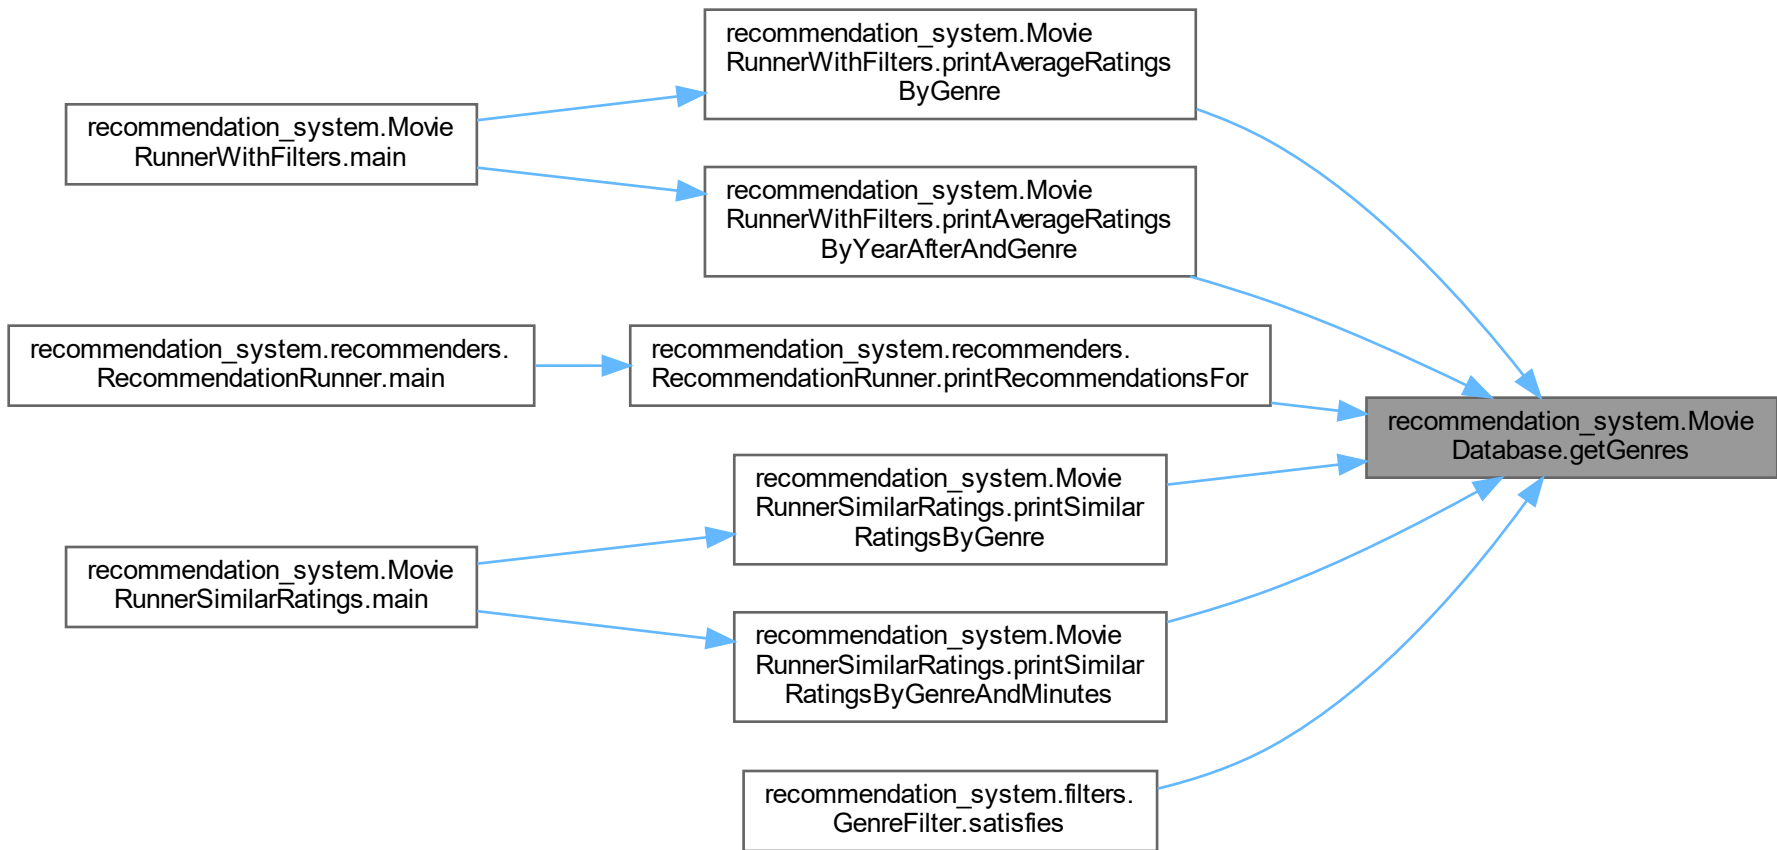 recommendation_system.Movie
RunnerWithFilters.printAverageRatings
ByGenre
recommendation_system.Movie
RunnerWithFilters.main
recommendation_system.Movie
RunnerWithFilters.printAverageRatings
ByYearAfterAndGenre
recommendation_system.recommenders.
RecommendationRunner.main
recommendation_system.recommenders.
RecommendationRunner.printRecommendationsFor
recommendation_system.Movie
Database.getGenres
recommendation_system.Movie
RunnerSimilarRatings.printSimilar
RatingsByGenre
recommendation_system.Movie
RunnerSimilarRatings.main
recommendation_system.Movie
RunnerSimilarRatings.printSimilar
RatingsByGenreAndMinutes
recommendation_system.filters.
GenreFilter.satisfies